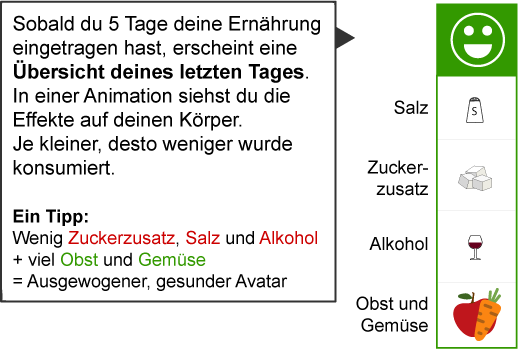 Sobald du 5 Tage deine Ernährung
eingetragen hast, erscheint eine
Übersicht deines letzten Tages.
In einer Animation siehst du die
Effekte auf deinen Körper.
Je kleiner, desto weniger wurde
konsumiert.
Ein Tipp:
Wenig Zuckerzusatz, Salz und Alkohol
+ viel Obst und Gemüse
= Ausgewogener, gesunder Avatar
Salz
S
Zucker-
zusatz
Alkohol
Obst und
Gemüse